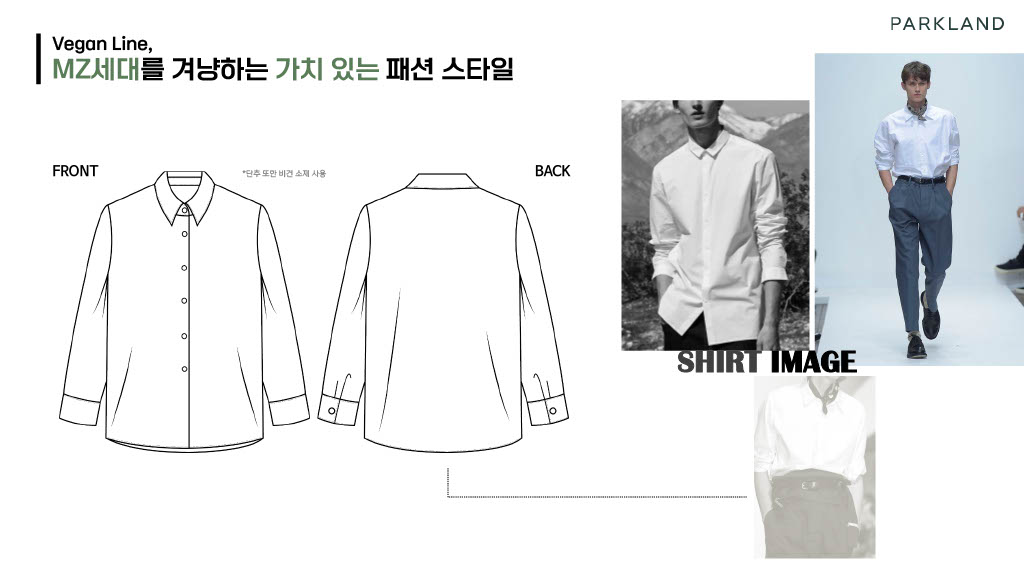 PARKLAND
Vegan Line,
MZ세대를 겨냥하는 가치 있는 패션 스타일
FRONT
*단추 또한 비건 소재 사용
BACK
SHIRT IMAGE